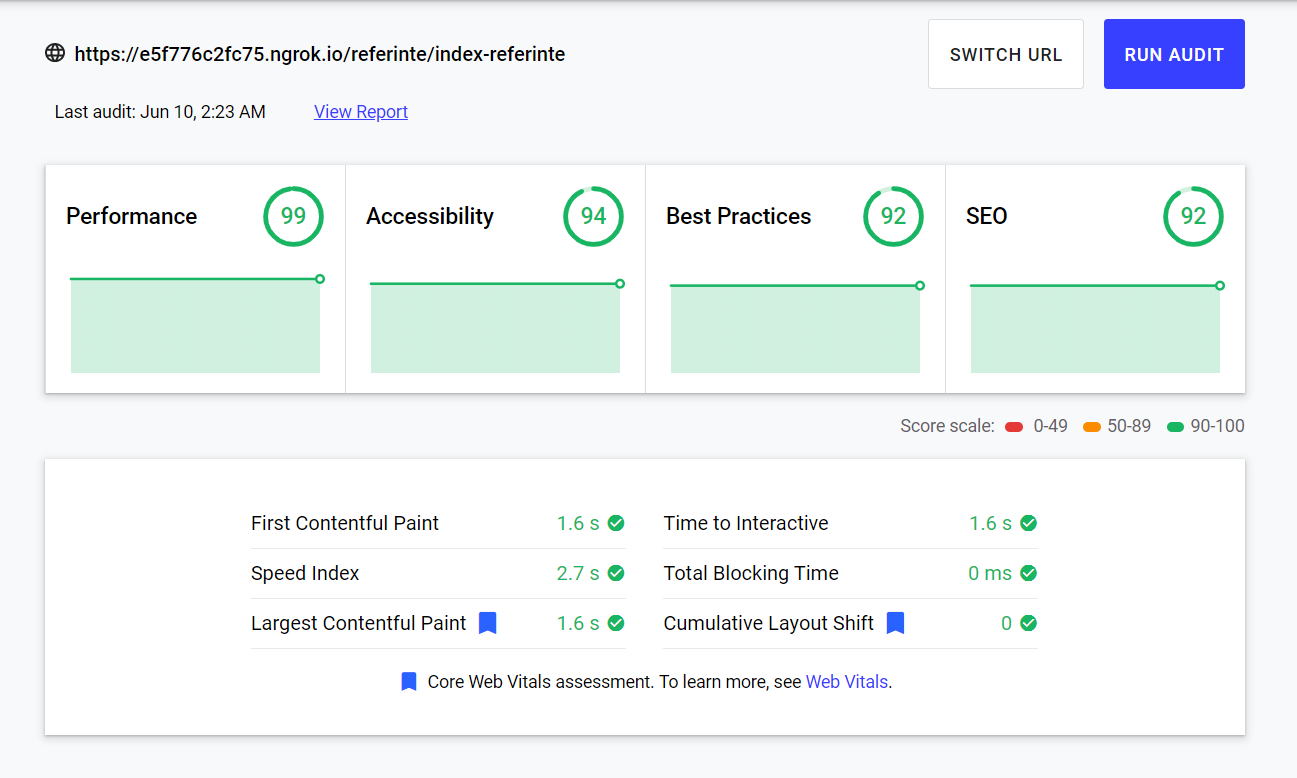 https://e5f776c2fc75.ngrok.io/referinte/index-referinte
SWITCH URL
RUN AUDIT
Last audit: Jun 10, 2:23 AM
View Report
Performance 99
Accessibility 94
Best Practices 92
SEO 92
Score scale: 0-49 50-89 90-100
First Contentful Paint 1.6 s
Time to Interactive 1.6 s
Speed Index 2.7 s
Total Blocking Time 0 ms
Largest Contentful Paint 1.6 s
Cumulative Layout Shift 0
Core Web Vitals assessment. To learn more, see Web Vitals.